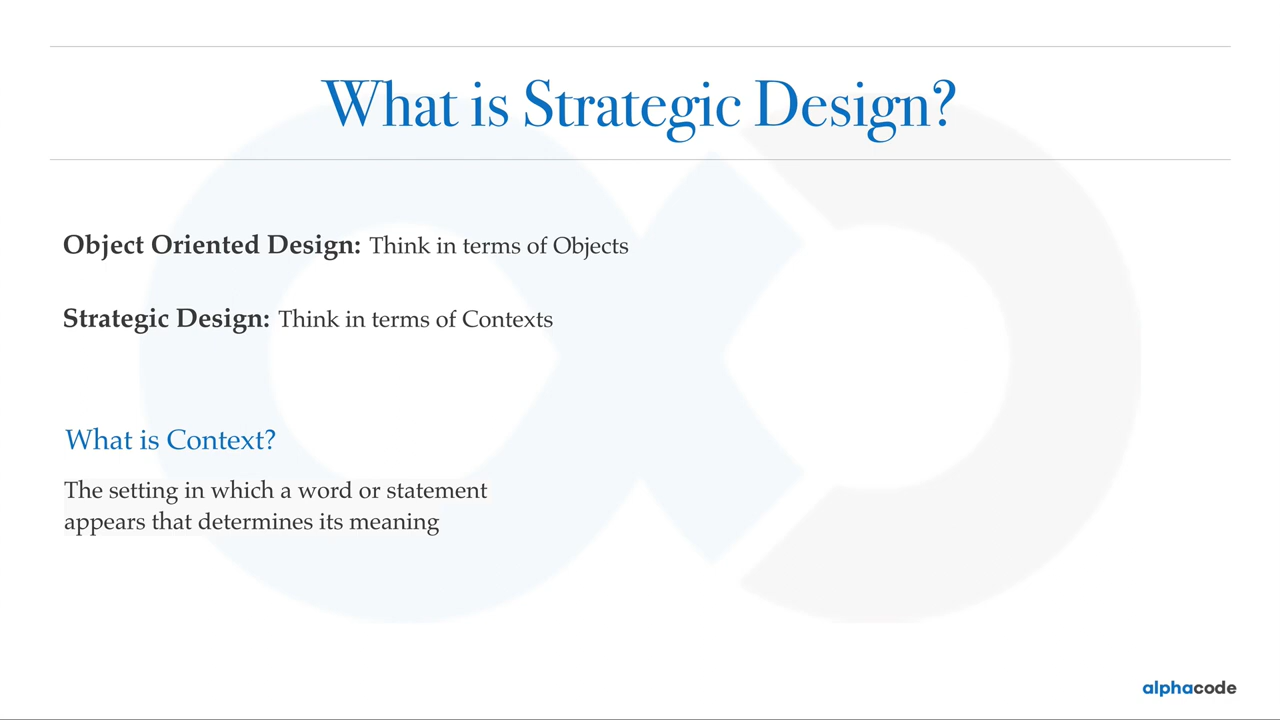 What is Strategic Design?
Object Oriented Design: Think in terms of Objects
Strategic Design: Think in terms of Contexts
What is Context?
The setting in which a word or statement
appears that determines its meaning
alphacode